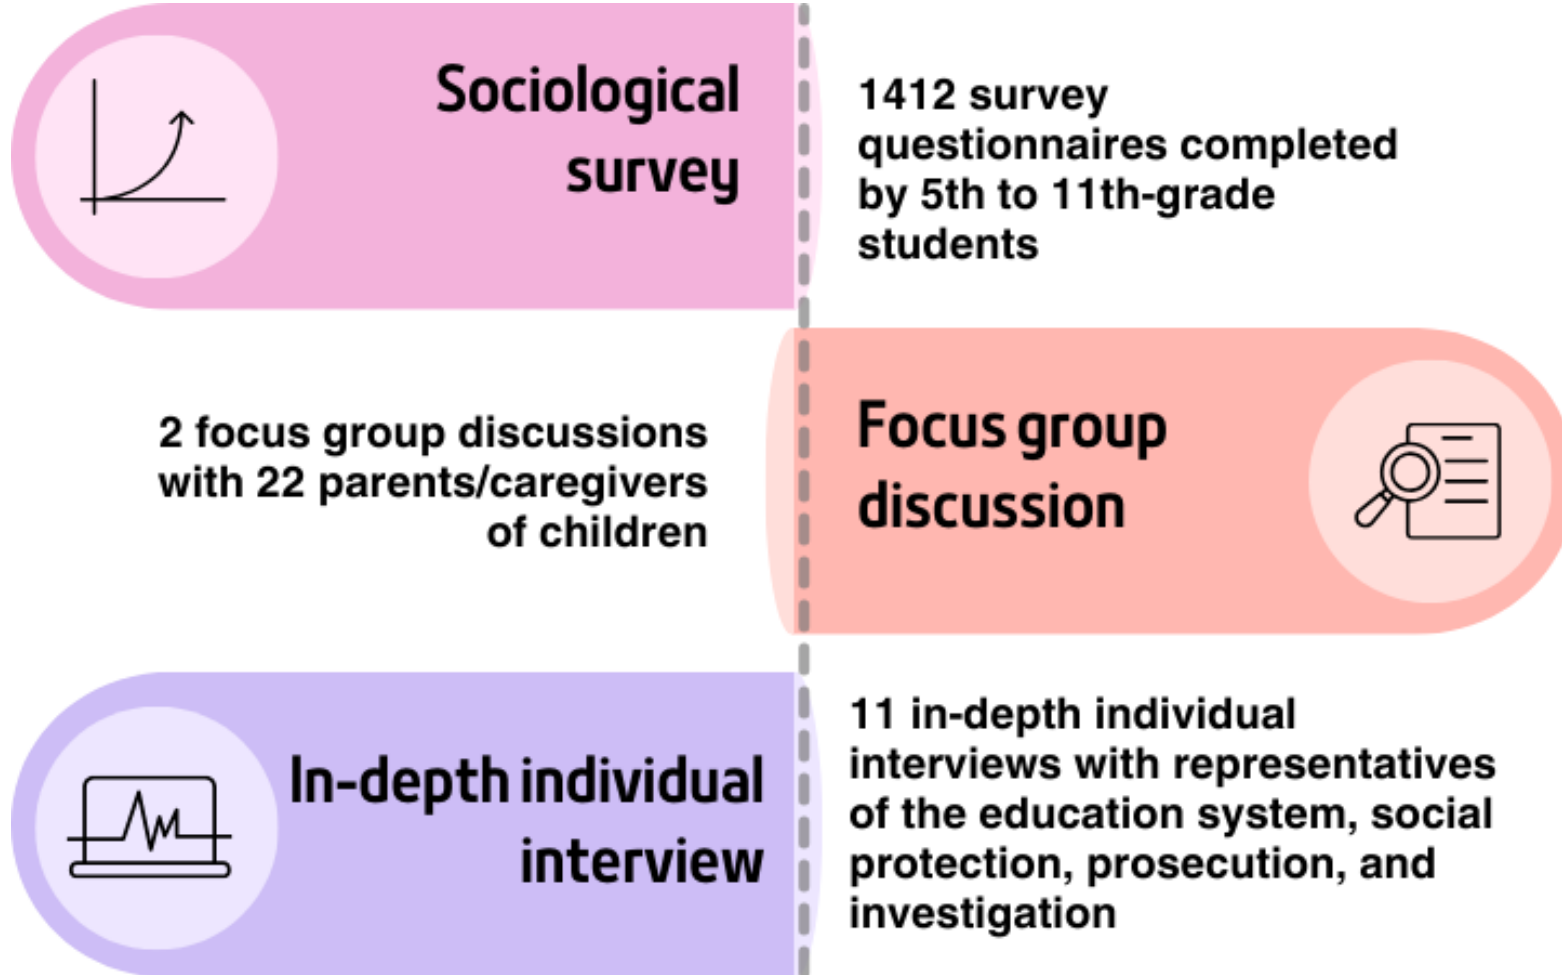 Sociological
survey
1412 survey
questionnaires completed
by 5th to 11th-grade
students
2 focus group discussions
with 22 parents/caregivers
of children
Focus group
discussion
In-depth individual
interview
11 in-depth individual
interviews with representatives
of the education system, social
protection, prosecution, and
investigation